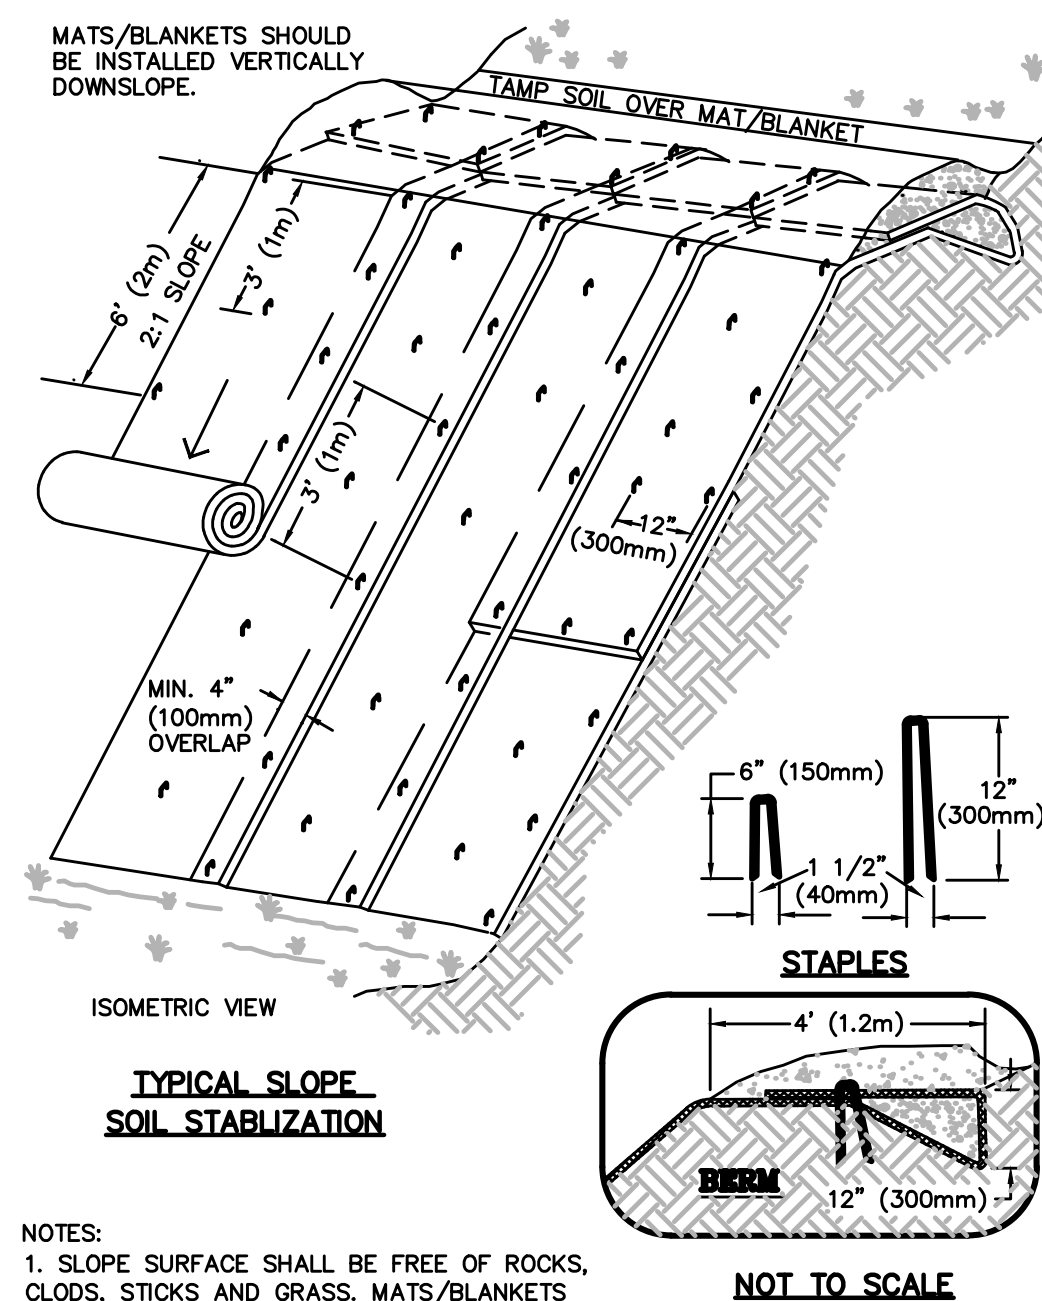 MATS/BLANKETS SHOULD
BE INSTALLED VERTICALLY
DOWNSLOPE.
TAMP SOIL OVER MAT/BLANKET
6' (2m)
2:1 SLOPE
3' (1m)
3' (1m)
12"
(300mm)
MIN. 4"
(100mm)
OVERLAP
6" (150mm)
12"
(300mm)
1 1/2"
(40mm)
STAPLES
ISOMETRIC VIEW
TYPICAL SLOPE
SOIL STABLIZATION
4' (1.2m)
BERM
12" (300mm)
NOT TO SCALE
NOTES:
1. SLOPE SURFACE SHALL BE FREE OF ROCKS,
CLODS, STICKS AND GRASS. MATS/BLANKETS